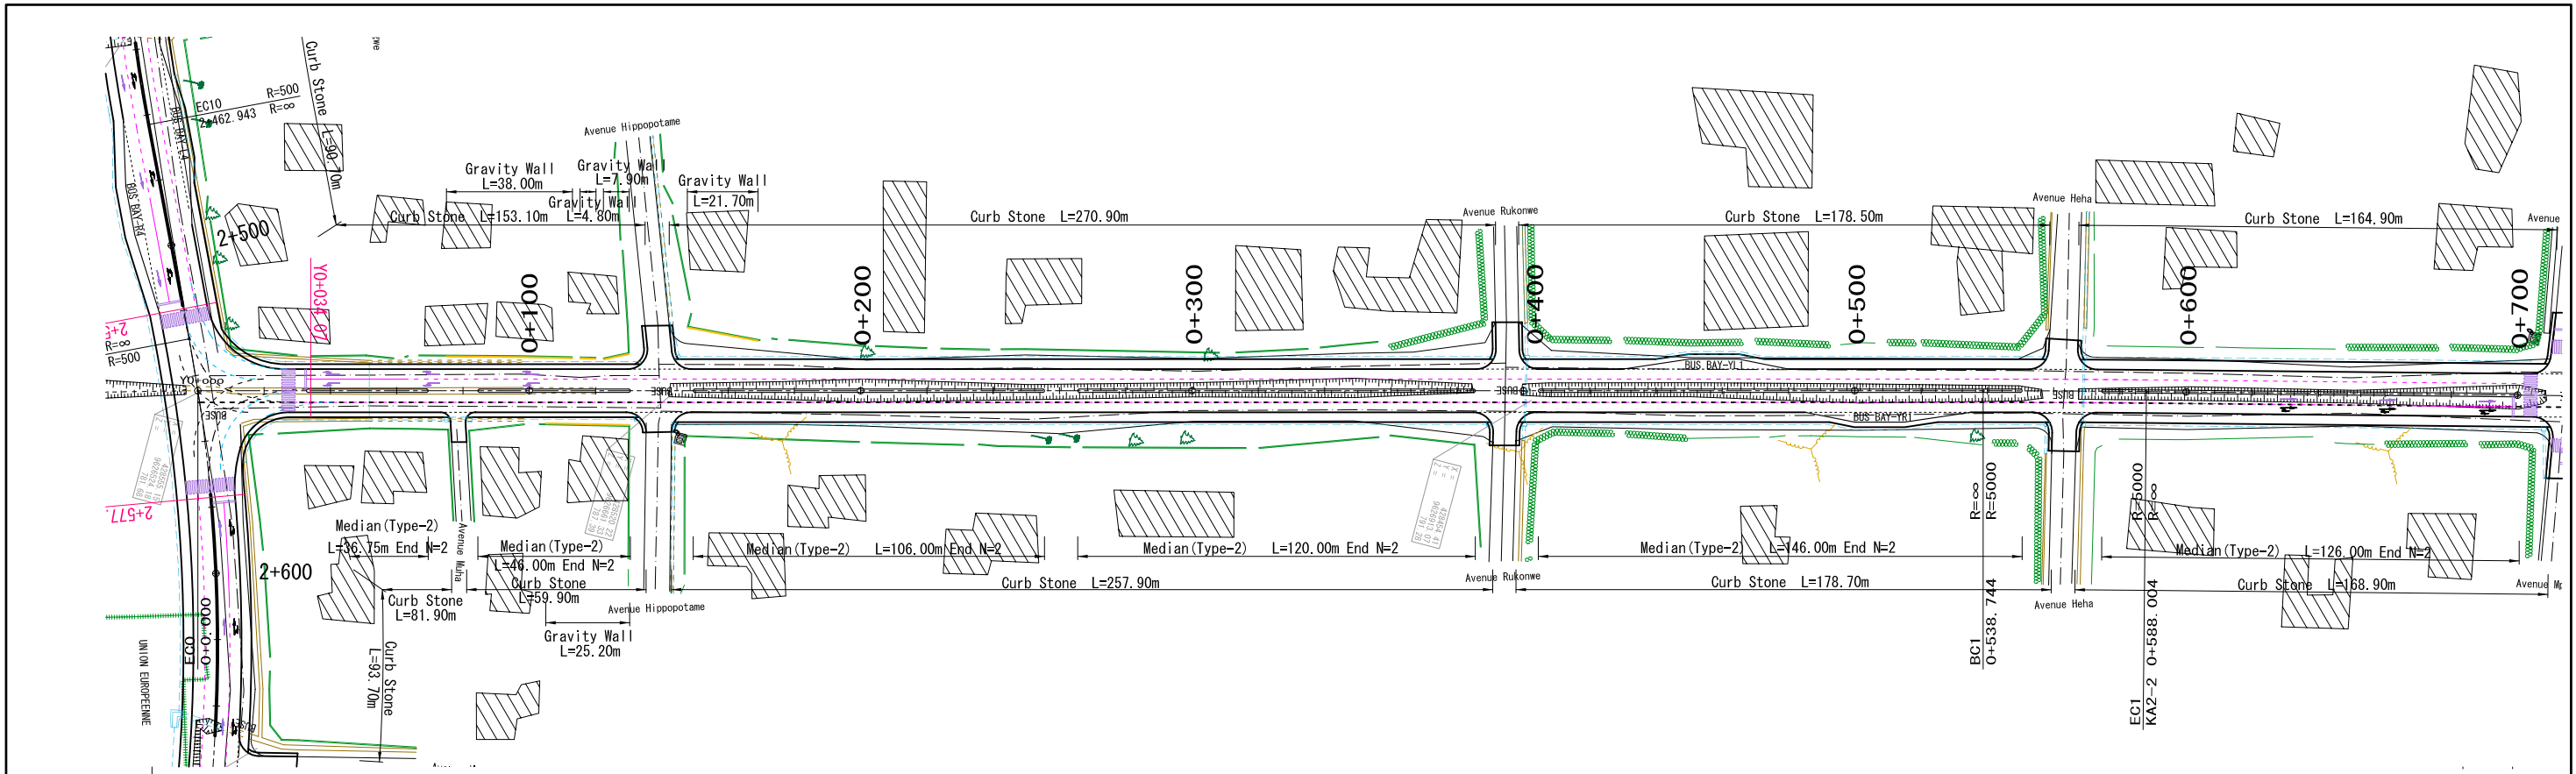 Curb Stone L=90.70m
EC10
R=500
2+462.943
R=∞
BUS BAY-L4
BUS BAY-R4
2+500
Y0+034.07
Avenue Hippopotame
Gravity Wall
L=38.00m
Gravity Wall
L=7.90m
Gravity Wall
L=4.80m
Gravity Wall
L=21.70m
Curb Stone L=153.10m
Curb Stone L=270.90m
Avenue Rukonwe
Curb Stone L=178.50m
Avenue Heha
Curb Stone L=164.90m
Avenue
0+100
0+200
0+300
0+400
0+500
0+600
0+700
R=∞
R=500
Y0+000
BUSE
BUSE
BUSE
BUSE
BUS BAY-YL1
BUS BAY-YR1
2+577.
Median(Type-2)
L=36.75m End N=2
Avenue Muha
Median(Type-2)
L=46.00m End N=2
Median(Type-2) L=106.00m End N=2
Median(Type-2) L=120.00m End N=2
Median(Type-2) L=146.00m End N=2
Median(Type-2) L=126.00m End N=2
2+600
Curb Stone
L=81.90m
Curb Stone
L=59.90m
Curb Stone L=257.90m
Avenue Rukonwe
Curb Stone L=178.70m
Avenue Heha
Curb Stone L=168.90m
Avenue Hippopotame
Gravity Wall
L=25.20m
Curb Stone
L=93.70m
EC0
0+0.000
UNION EUROPEENNE
BUSE
R=∞
R=5000
BC1
0+538.744
R=5000
R=∞
EC1
KA2-2 0+588.004